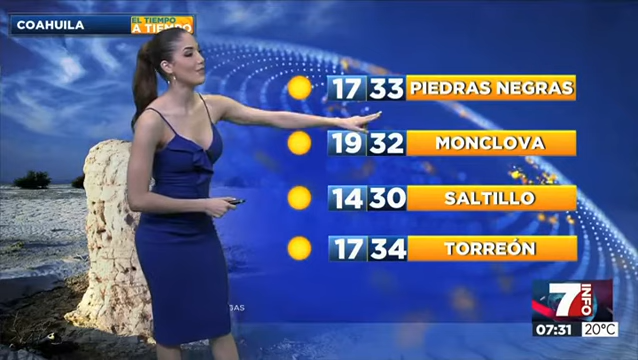 COAHUILA
EL TIEMPO
A TIEMPO
17 33 PIEDRAS NEGRAS
19 32 MONCLOVA
14 30 SALTILLO
17 34 TORREÓN
7 INFO
07:31 20°C